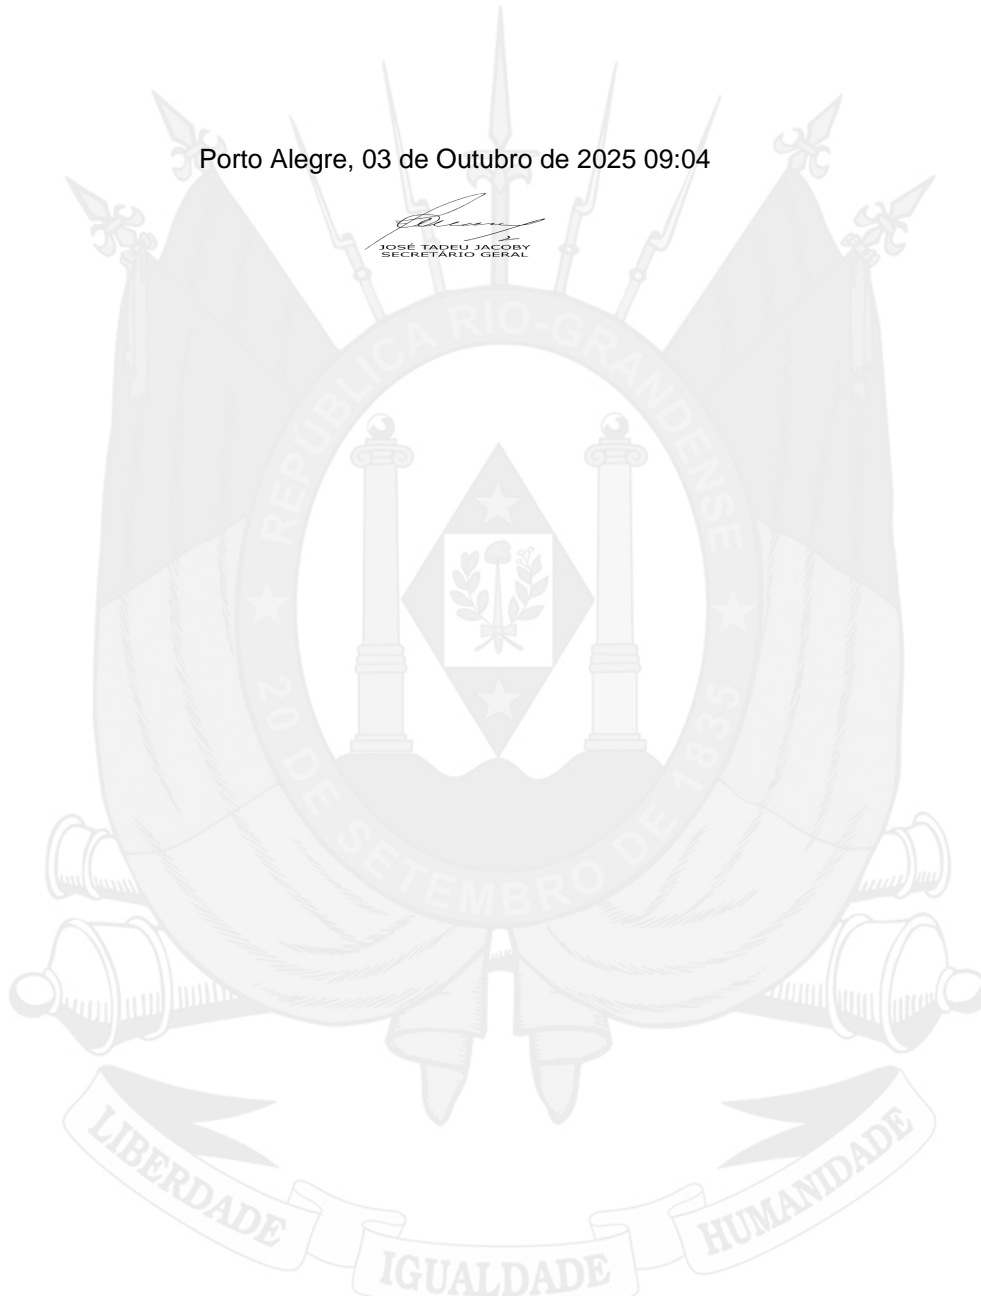 Porto Alegre, 03 de Outubro de 2025 09:04
JOSÉ TADEU JACOBY
SECRETÁRIO GERAL
REPÚBLICA RIO-GRANDENSE
20 DE SETEMBRO DE 1835
LIBERDADE
IGUALDADE
HUMANIDADE